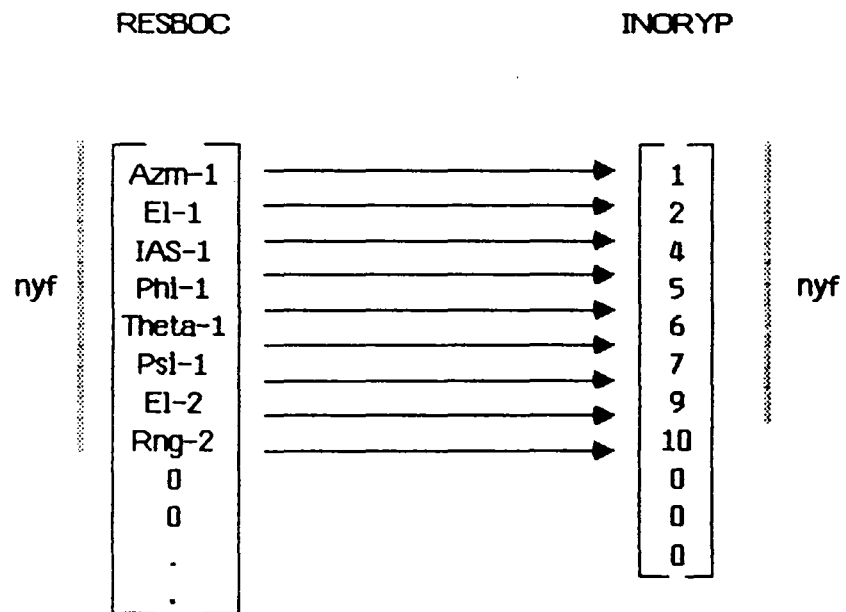 RESBOC INORYP
Azm-1 1
El-1 2
IAS-1 4
nyf Phi-1 5 nyf
Theta-1 6
Psi-1 7
El-2 9
Rng-2 10
0 0
0 0
. 0
.